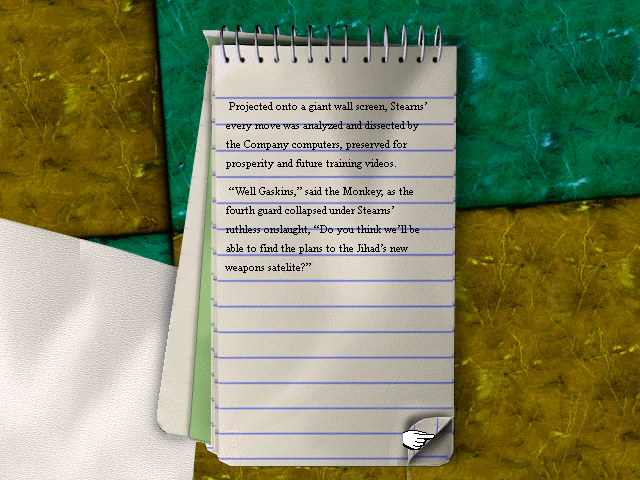 Projected onto a giant wall screen, Stearns’
every move was analyzed and dissected by
the Company computers, preserved for
prosperity and future training videos.
“Well Gaskins,” said the Monkey, as the
fourth guard collapsed under Stearns’
ruthless onslaught, “Do you think we’ll be
able to find the plans to the Jihad’s new
weapons satelite?”